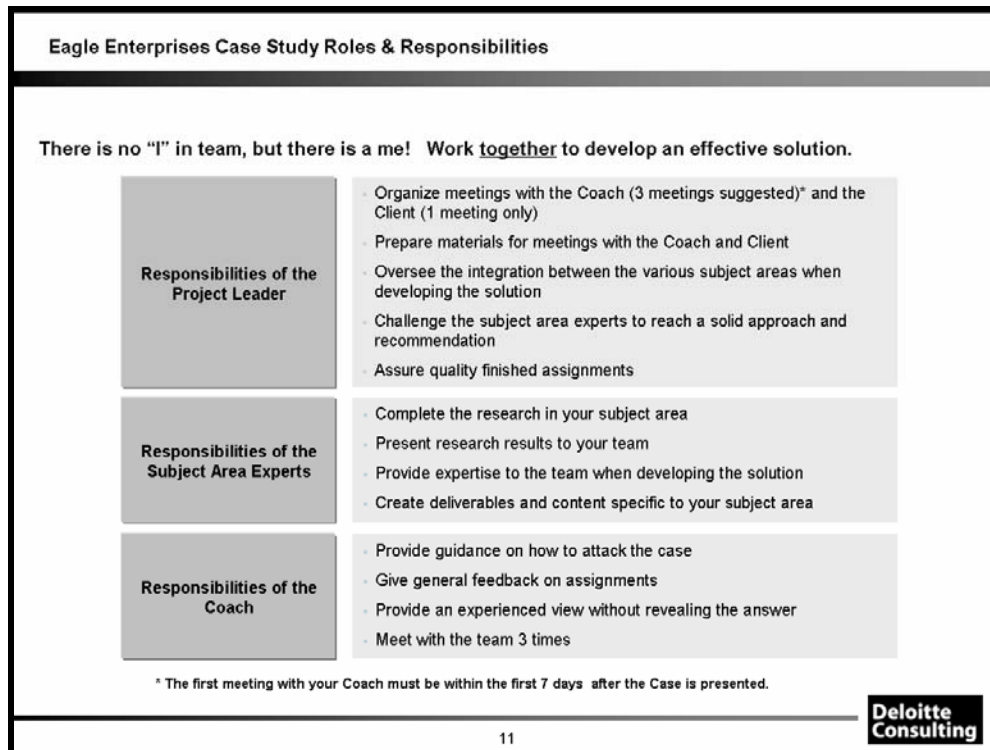 Eagle Enterprises Case Study Roles & Responsibilities
There is no "I" in team, but there is a me! Work together to develop an effective solution.
Responsibilities of the
Project Leader
Organize meetings with the Coach (3 meetings suggested)* and the
Client (1 meeting only)
Prepare materials for meetings with the Coach and Client
Oversee the integration between the various subject areas when
developing the solution
Challenge the subject area experts to reach a solid approach and
recommendation
Assure quality finished assignments
Responsibilities of the
Subject Area Experts
Complete the research in your subject area
Present research results to your team
Provide expertise to the team when developing the solution
Create deliverables and content specific to your subject area
Responsibilities of the
Coach
Provide guidance on how to attack the case
Give general feedback on assignments
Provide an experienced view without revealing the answer
Meet with the team 3 times
* The first meeting with your Coach must be within the first 7 days after the Case is presented.
11
Deloitte
Consulting